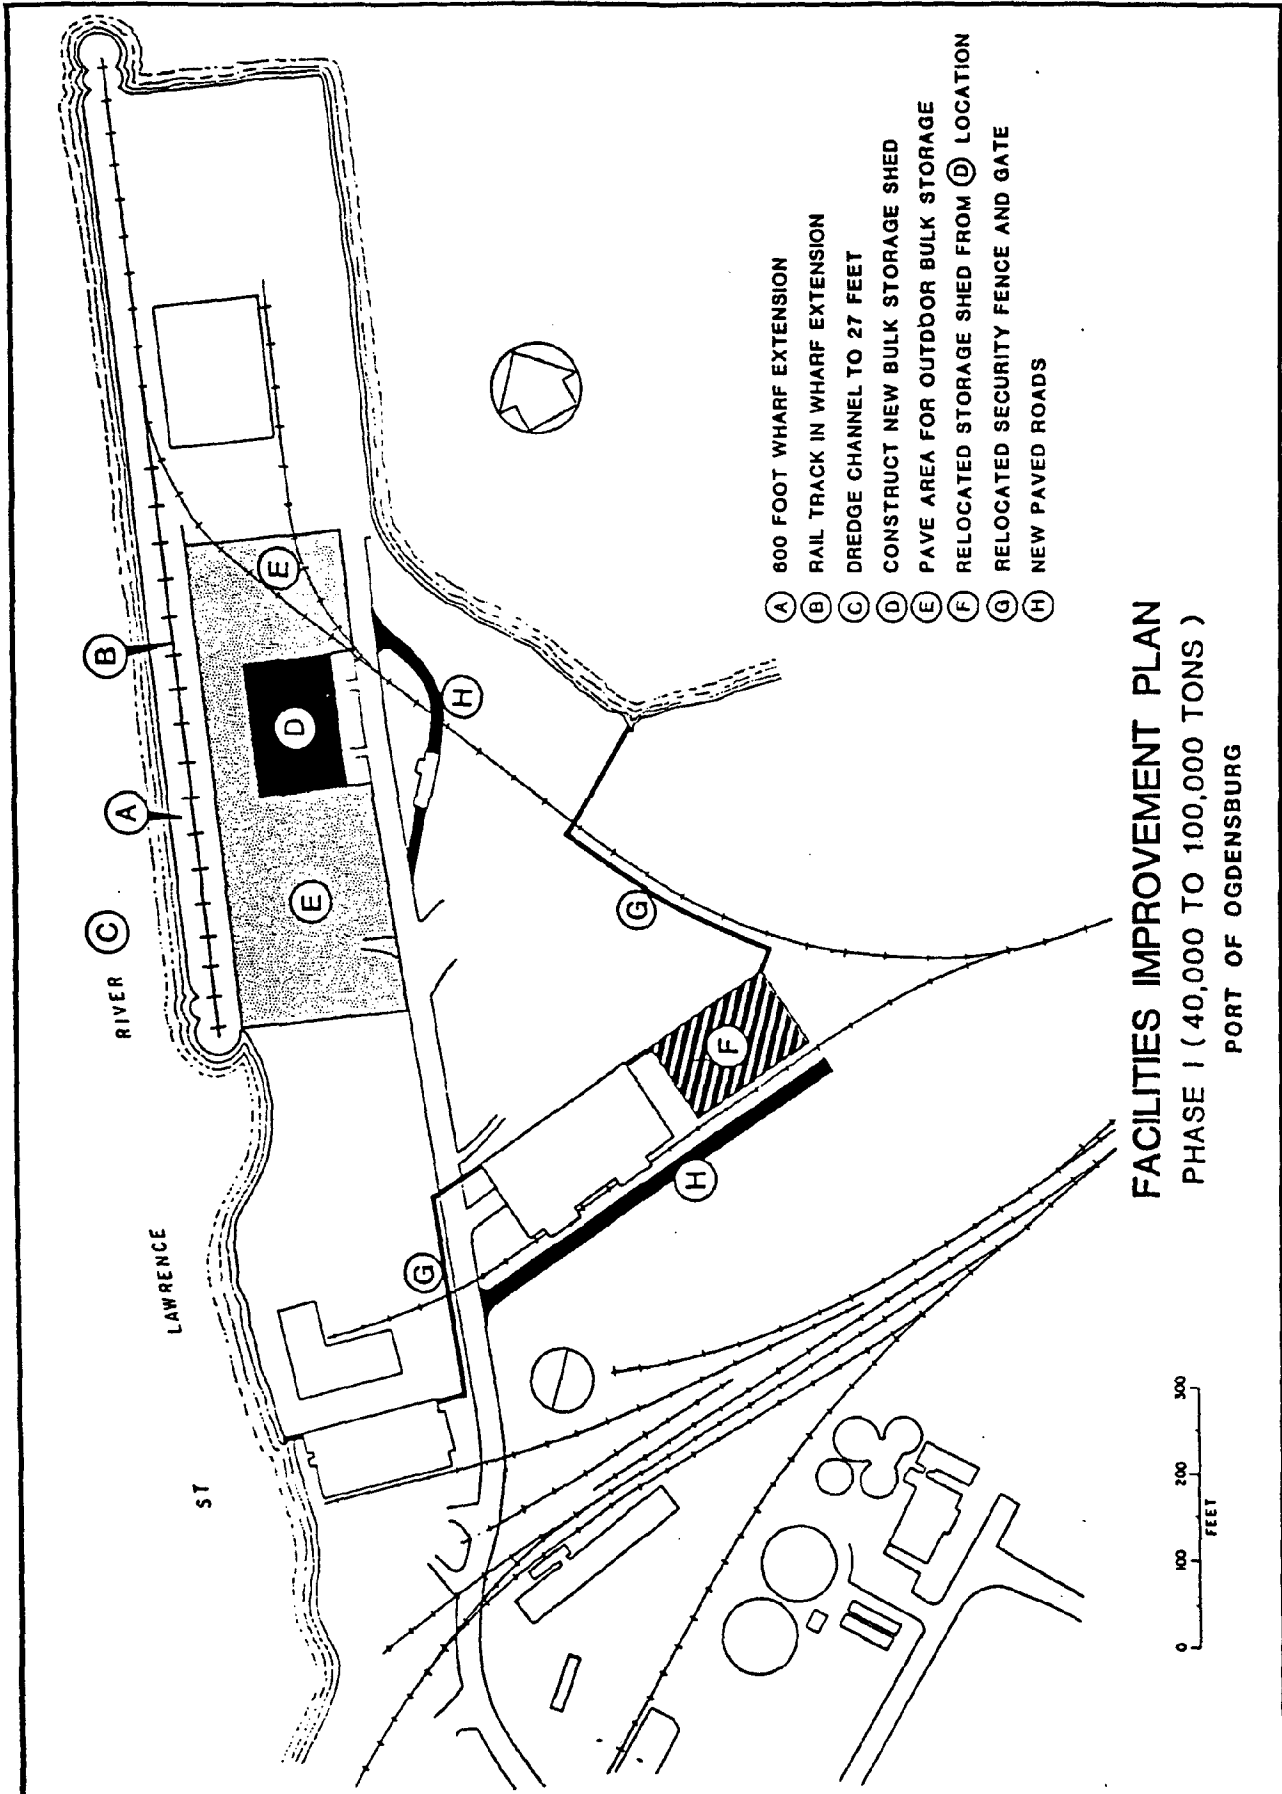 ST LAWRENCE RIVER
C
A
B
E
D
E
G
H
G
H
F
A 600 FOOT WHARF EXTENSION
B RAIL TRACK IN WHARF EXTENSION
C DREDGE CHANNEL TO 27 FEET
D CONSTRUCT NEW BULK STORAGE SHED
E PAVE AREA FOR OUTDOOR BULK STORAGE
F RELOCATED STORAGE SHED FROM D LOCATION
G RELOCATED SECURITY FENCE AND GATE
H NEW PAVED ROADS
0 100 200 300
FEET
FACILITIES IMPROVEMENT PLAN
PHASE I ( 40,000 TO 100,000 TONS )
PORT OF OGDENSBURG